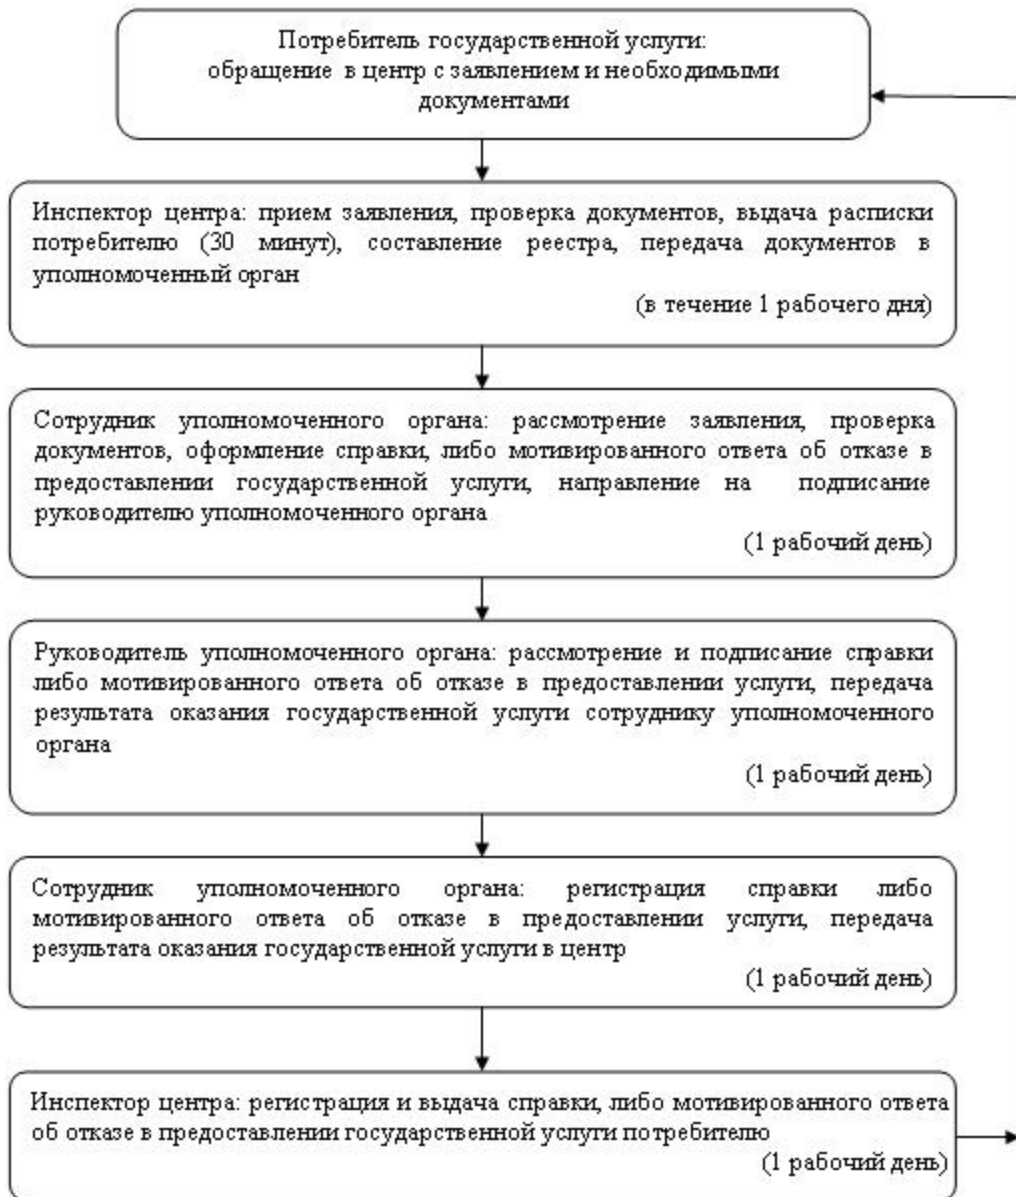 Потребитель государственной услуги:
обращение в центр с заявлением и необходимыми
документами
Инспектор центра: прием заявления, проверка документов, выдача расписки
потребителю (30 минут), составление реестра, передача документов в
уполномоченный орган
(в течение 1 рабочего дня)
Сотрудник уполномоченного органа: рассмотрение заявления, проверка
документов, оформление справки, либо мотивированного ответа об отказе в
предоставлении государственной услуги, направление на подписание
руководителю уполномоченного органа
(1 рабочий день)
Руководитель уполномоченного органа: рассмотрение и подписание справки
либо мотивированного ответа об отказе в предоставлении услуги, передача
результата оказания государственной услуги сотруднику уполномоченного
органа
(1 рабочий день)
Сотрудник уполномоченного органа: регистрация справки либо
мотивированного ответа об отказе в предоставлении услуги, передача
результата оказания государственной услуги в центр
(1 рабочий день)
Инспектор центра: регистрация и выдача справки, либо мотивированного ответа
об отказе в предоставлении государственной услуги потребителю
(1 рабочий день)